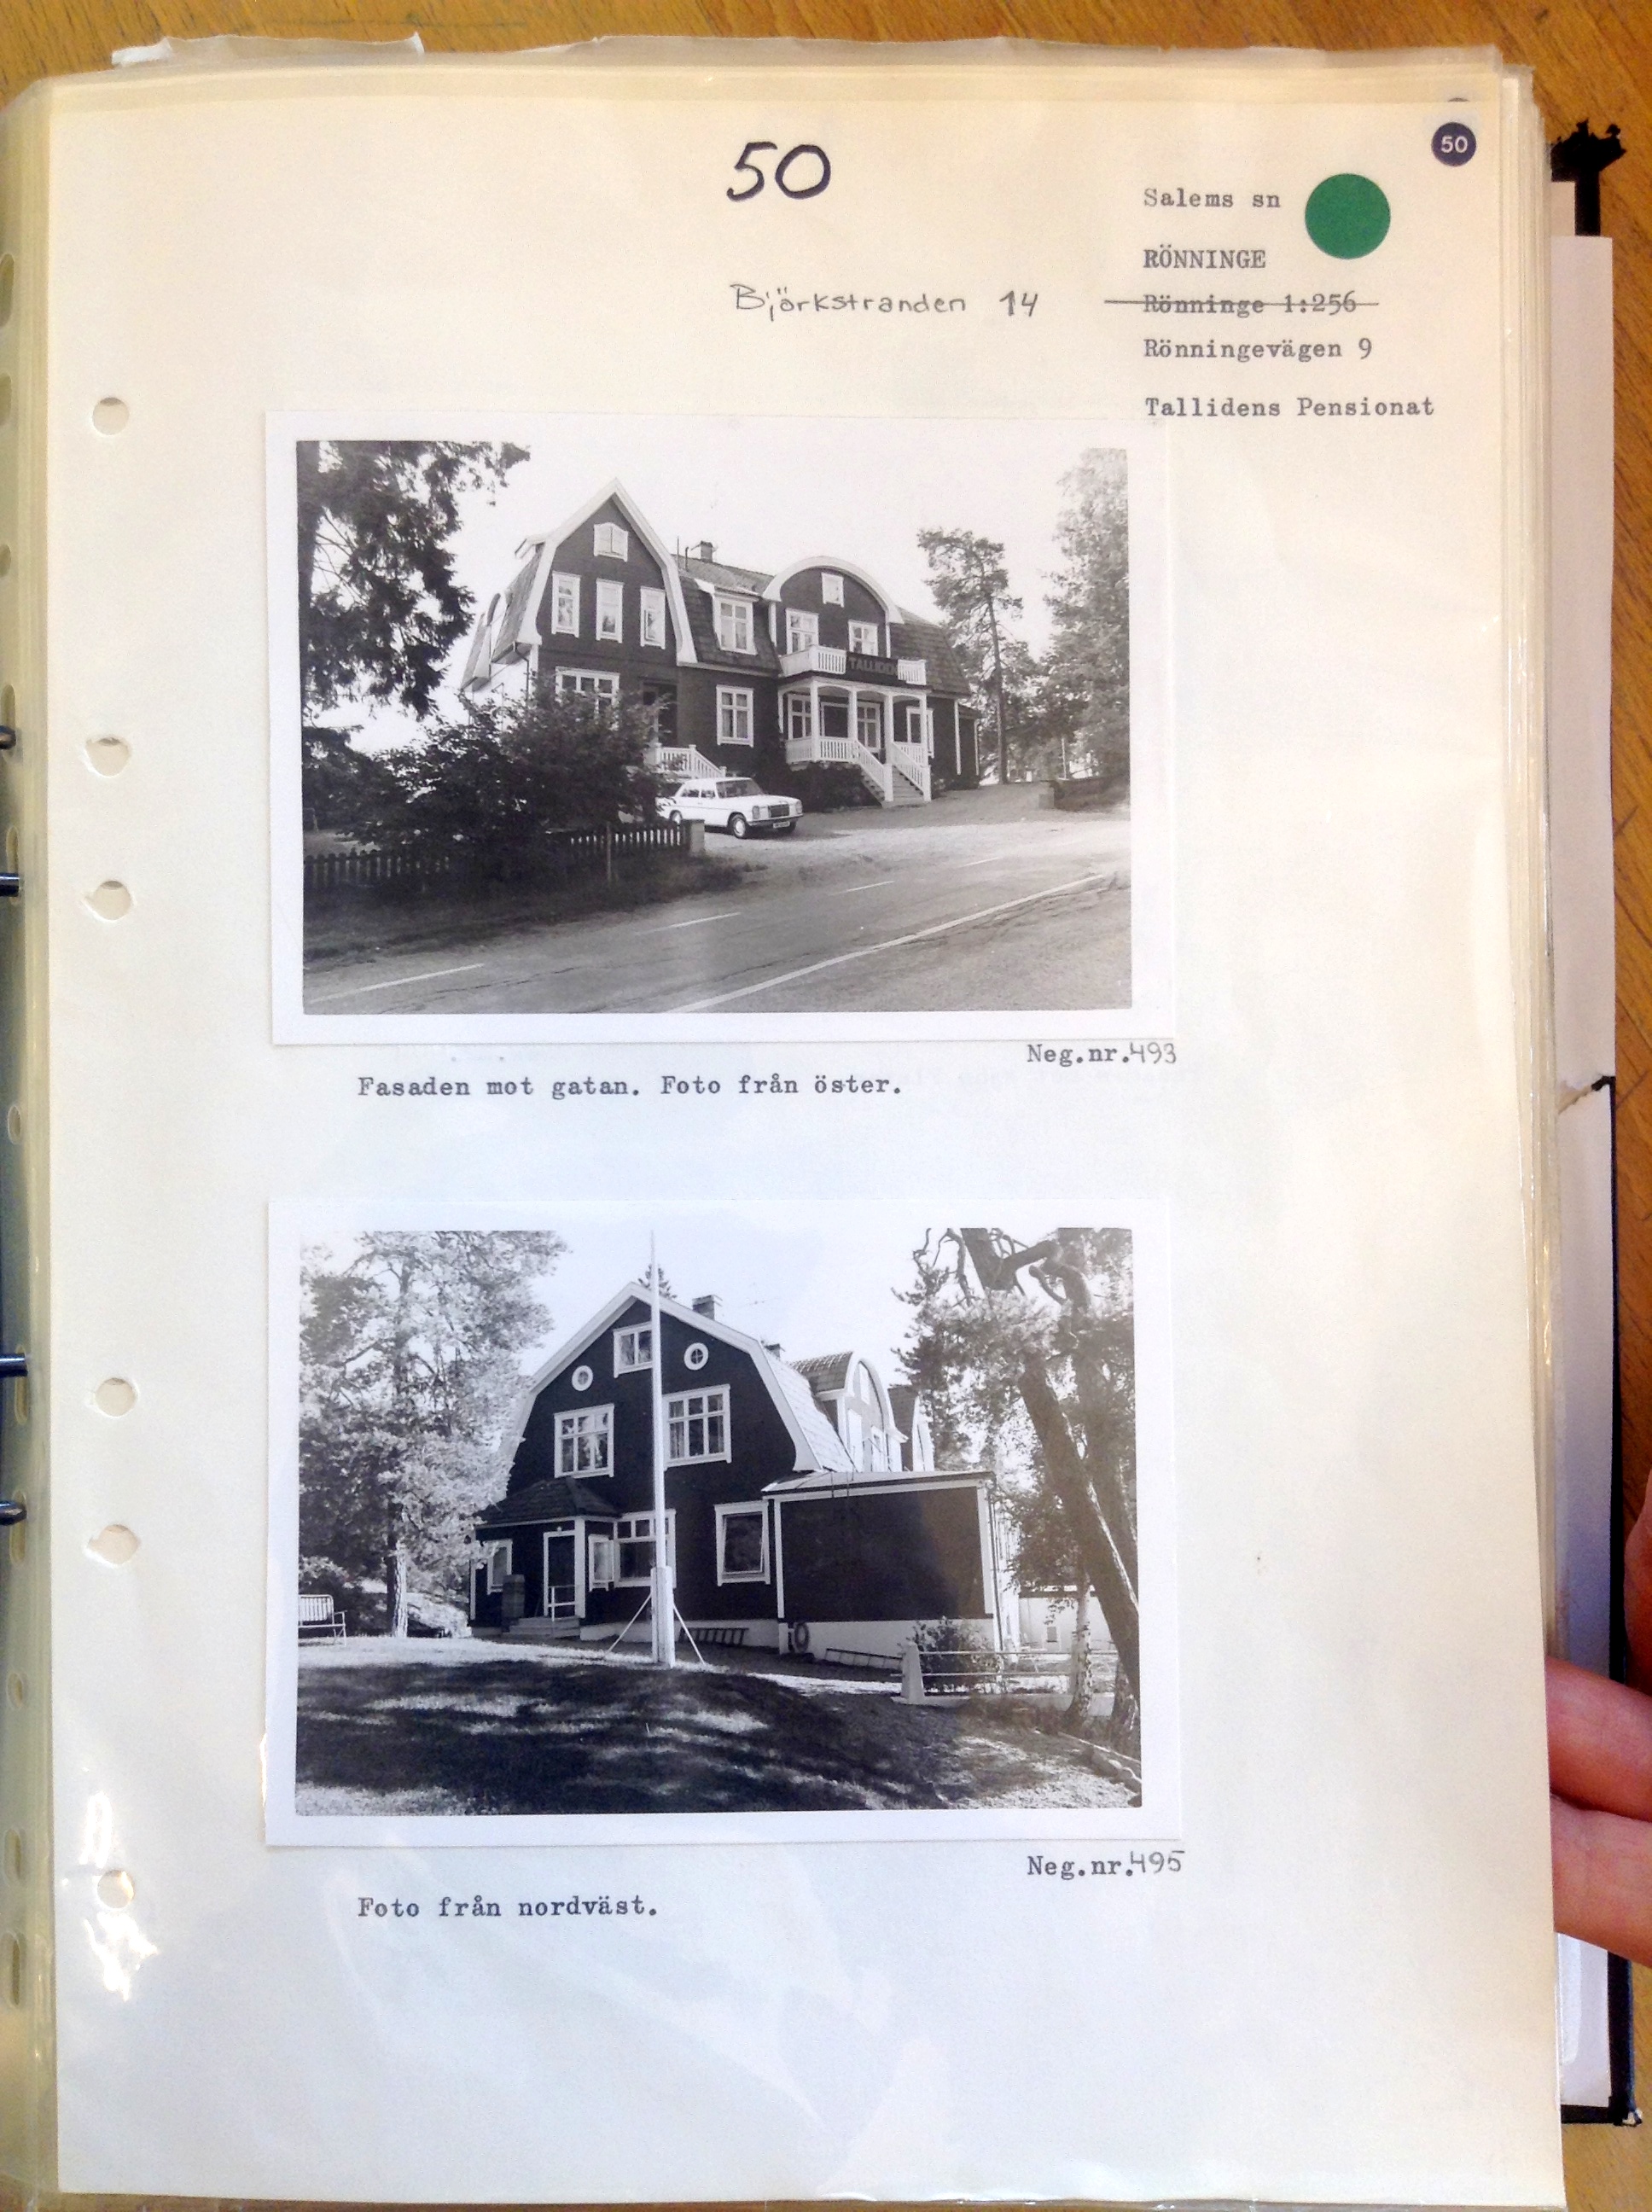 50
50
Salems sn
RÖNNINGE
Björkstranden 14
Rönninge 1:256
Rönningevägen 9
Tallidens Pensionat
TALLIDEN
Neg.nr.493
Fasaden mot gatan. Foto från öster.
Neg.nr.495
Foto från nordväst.